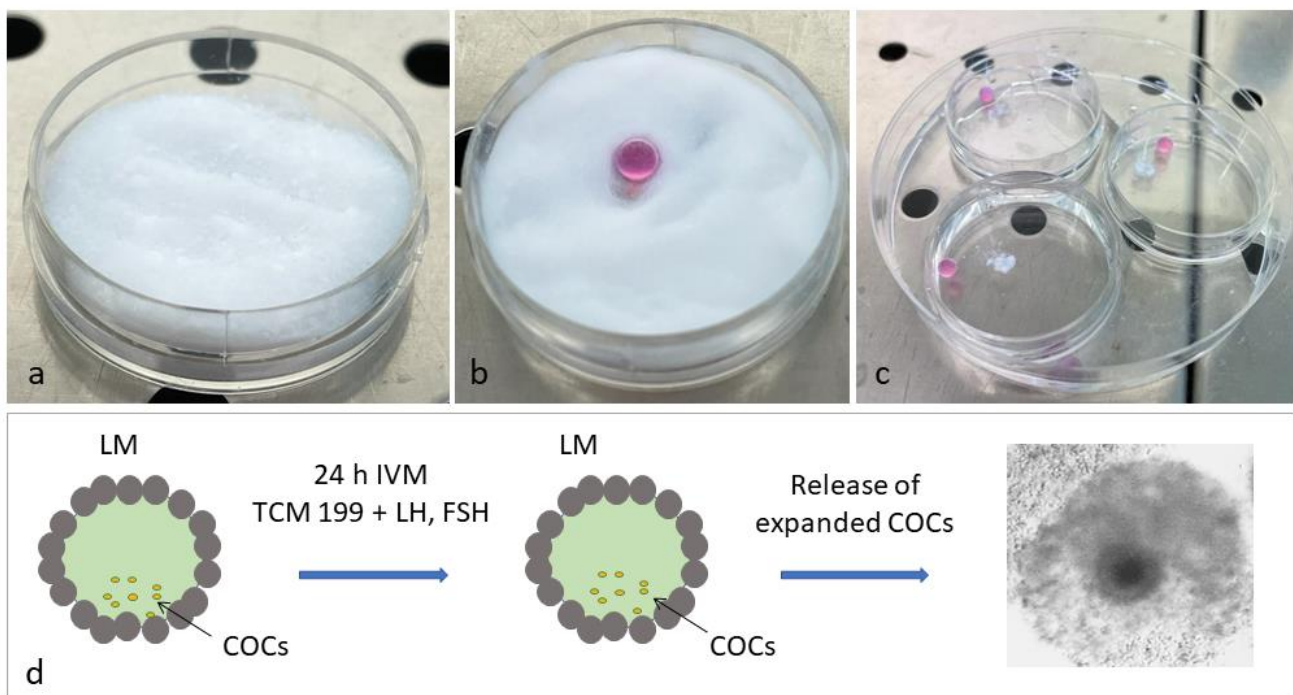 a
b
c
LM
24 h IVM
TCM 199 + LH, FSH
LM
Release of
expanded COCs
COCs
COCs
d